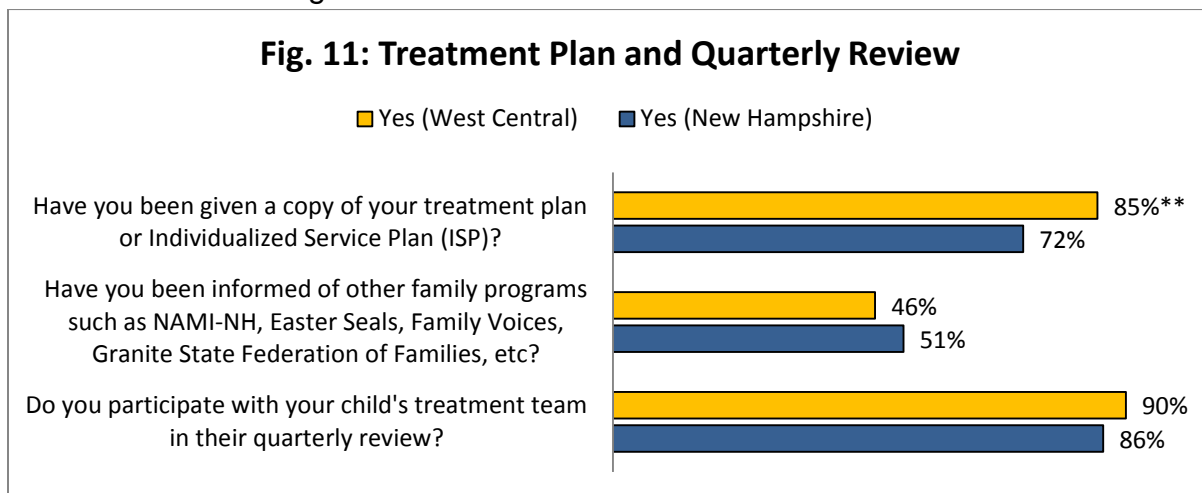 Fig. 11: Treatment Plan and Quarterly Review
Yes (West Central) Yes (New Hampshire)
Have you been given a copy of your treatment plan
or Individualized Service Plan (ISP)?
85%**
72%
Have you been informed of other family programs
such as NAMI-NH, Easter Seals, Family Voices,
Granite State Federation of Families, etc?
46%
51%
Do you participate with your child's treatment team
in their quarterly review?
90%
86%